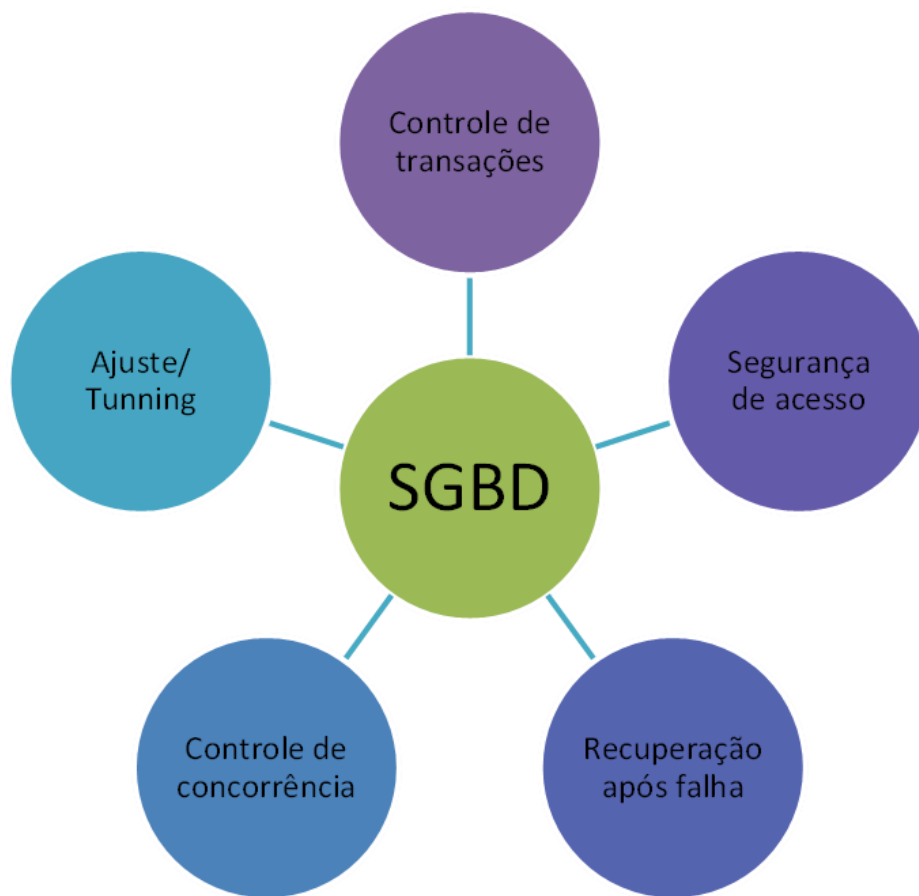 Controle de
transações
Ajuste/
Tunning
Segurança
de acesso
SGBD
Controle de
concorrência
Recuperação
após falha